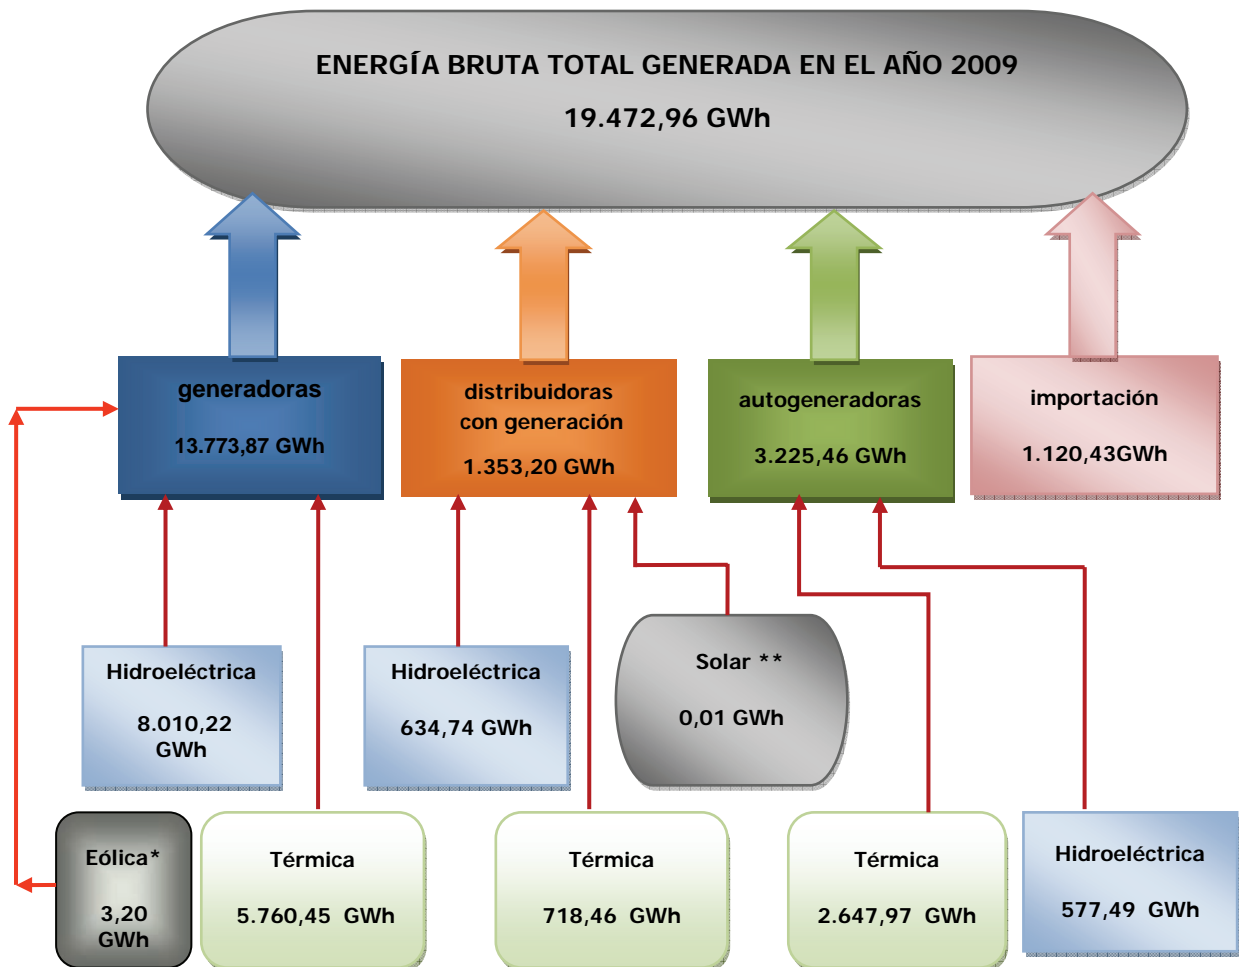 ENERGÍA BRUTA TOTAL GENERADA EN EL AÑO 2009
19.472,96 GWh
generadoras
13.773,87 GWh
distribuidoras
con generación
1.353,20 GWh
autogeneradoras
3.225,46 GWh
importación
1.120,43GWh
Hidroeléctrica
8.010,22
GWh
Hidroeléctrica
634,74 GWh
Solar **
0,01 GWh
Eólica*
3,20
GWh
Térmica
5.760,45 GWh
Térmica
718,46 GWh
Térmica
2.647,97 GWh
Hidroeléctrica
577,49 GWh